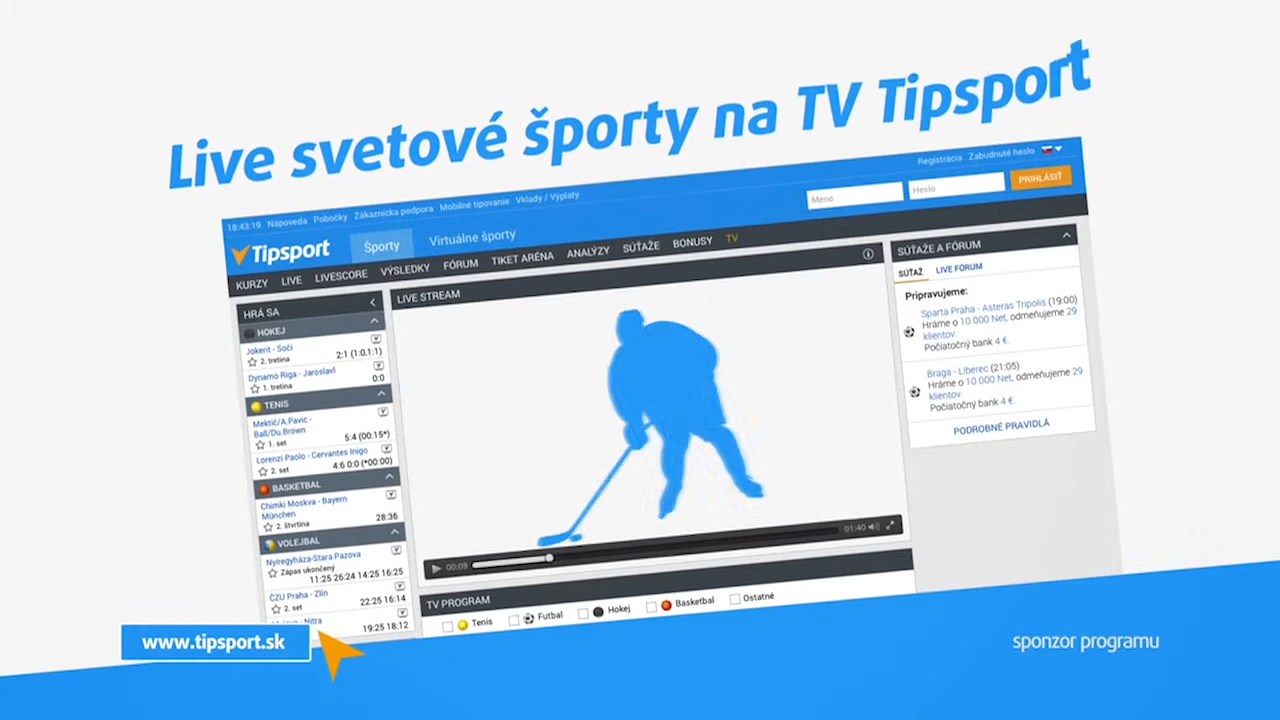 Live svetové športy na TV Tipsport
Registrácia Zabudnuté heslo
18:43:19 Nápoveda Pobočky Zákaznicka podpora Mobilné tipovanie Vklady / Výplaty
Meno Heslo PRIHLÁSIŤ
Tipsport Športy Virtuálne športy
KURZY LIVE LIVESCORE VÝSLEDKY FÓRUM TIKET ARÉNA ANALÝZY SÚŤAŽE BONUSY TV
HRÁ SA
HOKEJ
Jokerit - Soči
2. tretina 2:1 (1:0,1:1)
Dynamo Riga - Jaroslavľ
1. tretina 0:0
TENIS
Mektič/A.Pavic -
Ball/Du.Brown
1. set 5:4 (00:15*)
Lorenzi Paolo - Cervantes Inigo
2. set 4:6 0:0 (*00:00)
BASKETBAL
Chimki Moskva - Bayern
München
2. štvrtina 28:36
VOLEJBAL
Nyiregyháza-Stara Pazova
Zápas ukončený
11:25 26:24 14:25 16:25
ČZU Praha - Zlín
2. set 22:25 16:14
Nitra
19:25 18:12
LIVE STREAM
00:09 01:40
TV PROGRAM
Tenis Futbal Hokej Basketbal Ostatné
SÚŤAŽE A FÓRUM
SÚŤAŽ LIVE FÓRUM
Pripravujeme:
Sparta Praha - Asteras Tripolis (19:00)
Hráme o 10 000 Net, odmeňujeme 29
klientov.
Počiatočný bank 4 €.
Braga - Liberec (21:05)
Hráme o 10 000 Net, odmeňujeme 29
klientov.
Počiatočný bank 4 €.
PODROBNÉ PRAVIDLÁ
www.tipsport.sk
sponzor programu